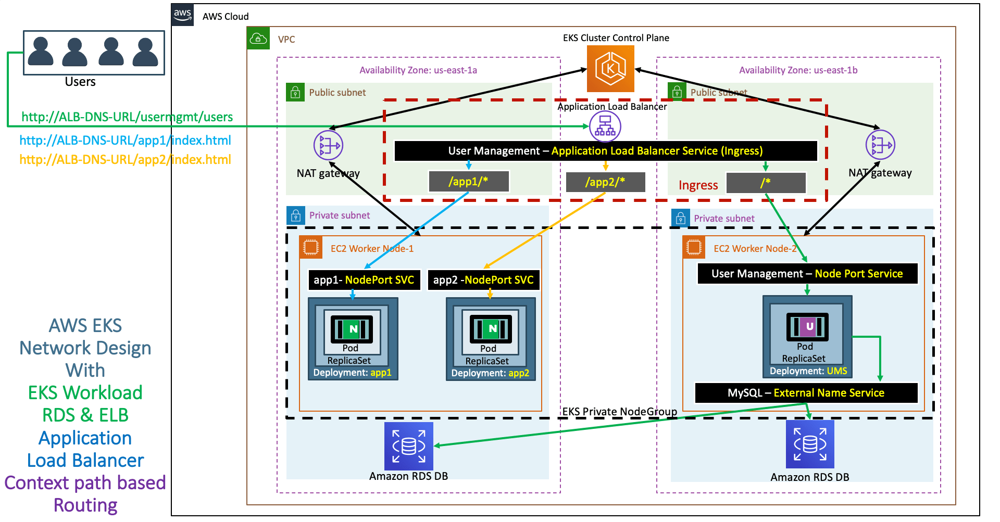 aws
AWS Cloud
Users
VPC
EKS Cluster Control Plane
K
Availability Zone: us-east-1a
Availability Zone: us-east-1b
Public subnet
Public subnet
Application Load Balancer
http://ALB-DNS-URL/usermgmt/users
http://ALB-DNS-URL/app1/index.html
http://ALB-DNS-URL/app2/index.html
User Management – Application Load Balancer Service (Ingress)
NAT gateway
NAT gateway
/app1/*
/app2/*
Ingress
/*
Private subnet
Private subnet
EC2 Worker Node-1
EC2 Worker Node-2
app1- NodePort SVC
app2 -NodePort SVC
User Management – Node Port Service
N
Pod
ReplicaSet
Deployment: app1
N
Pod
ReplicaSet
Deployment: app2
U
Pod
ReplicaSet
Deployment: UMS
MySQL – External Name Service
EKS Private NodeGroup
Amazon RDS DB
Amazon RDS DB
AWS EKS
Network Design
With
EKS Workload
RDS & ELB
Application
Load Balancer
Context path based
Routing